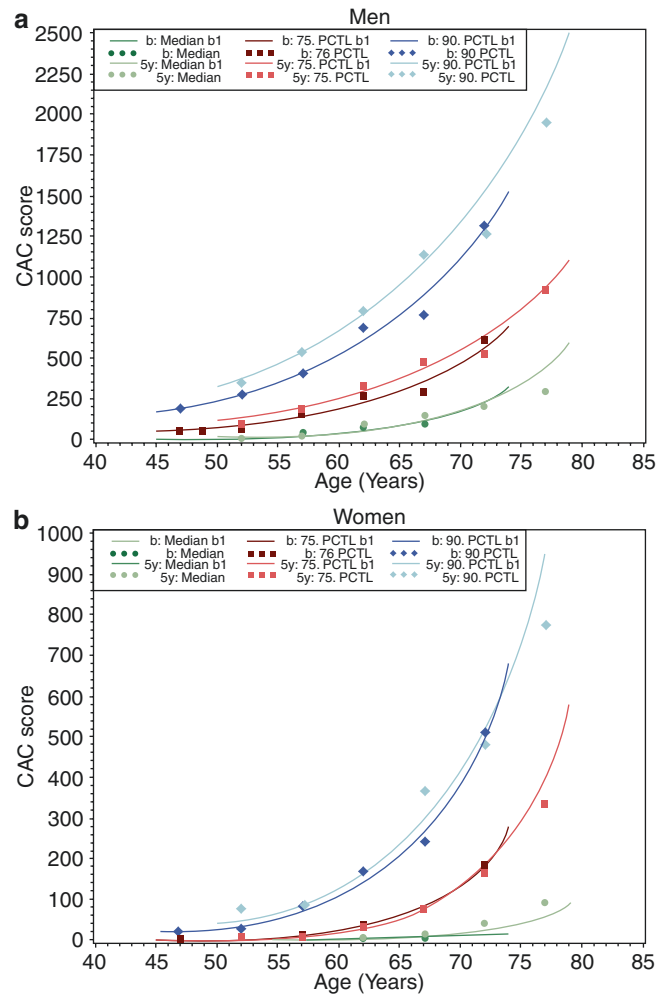 a
Men
b: Median b1 b: 75. PCTL b1 b: 90. PCTL b1
b: Median b: 76 PCTL b: 90 PCTL
5y: Median b1 5y: 75. PCTL b1 5y: 90. PCTL b1
5y: Median 5y: 75. PCTL 5y: 90. PCTL
2500
2250
2000
1750
1500
1250
1000
750
500
250
0
CAC score
40 45 50 55 60 65 70 75 80 85
Age (Years)
b
Women
b: Median b1 b: 75. PCTL b1 b: 90. PCTL b1
b: Median b: 76 PCTL b: 90 PCTL
5y: Median b1 5y: 75. PCTL b1 5y: 90. PCTL b1
5y: Median 5y: 75. PCTL 5y: 90. PCTL
1000
900
800
700
600
500
400
300
200
100
0
CAC score
40 45 50 55 60 65 70 75 80 85
Age (Years)